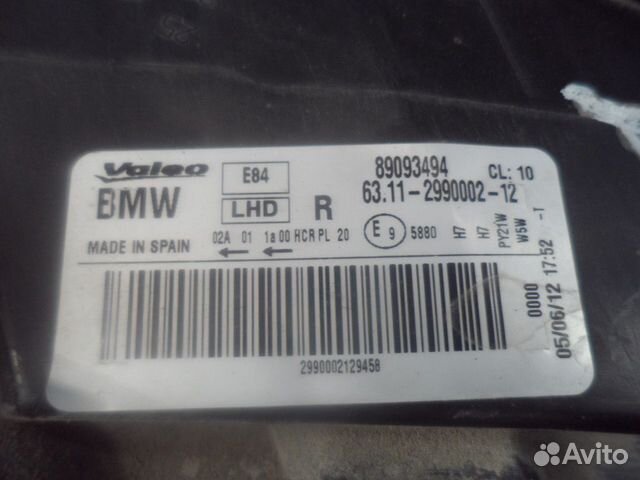 Valeo
E84
89093494
CL: 10
BMW
LHD
R
63.11-2990002-12
MADE IN SPAIN
02A 01 1a 00 HCR PL 20
E 9
5880
H7
H7
PY21W
W5W
-T
0000
05/06/12 17:52
2990002129458
Avito